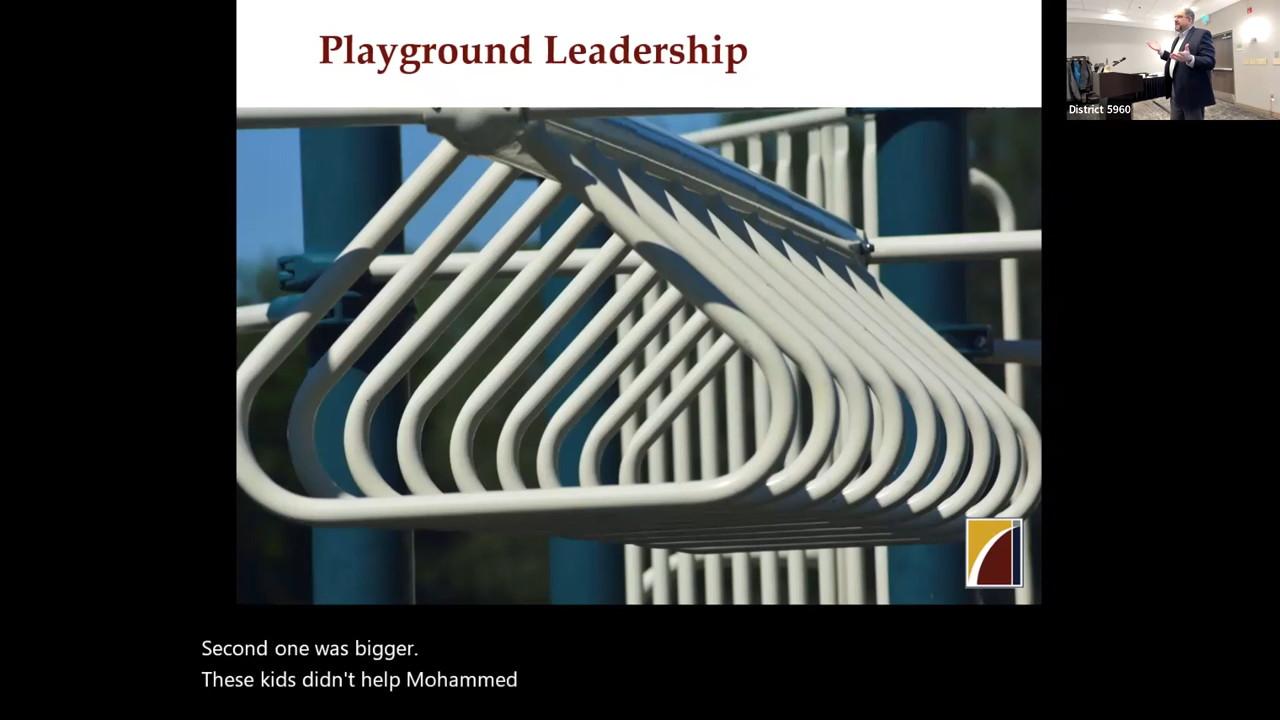 Playground Leadership
District 5960
Second one was bigger.
These kids didn't help Mohammed